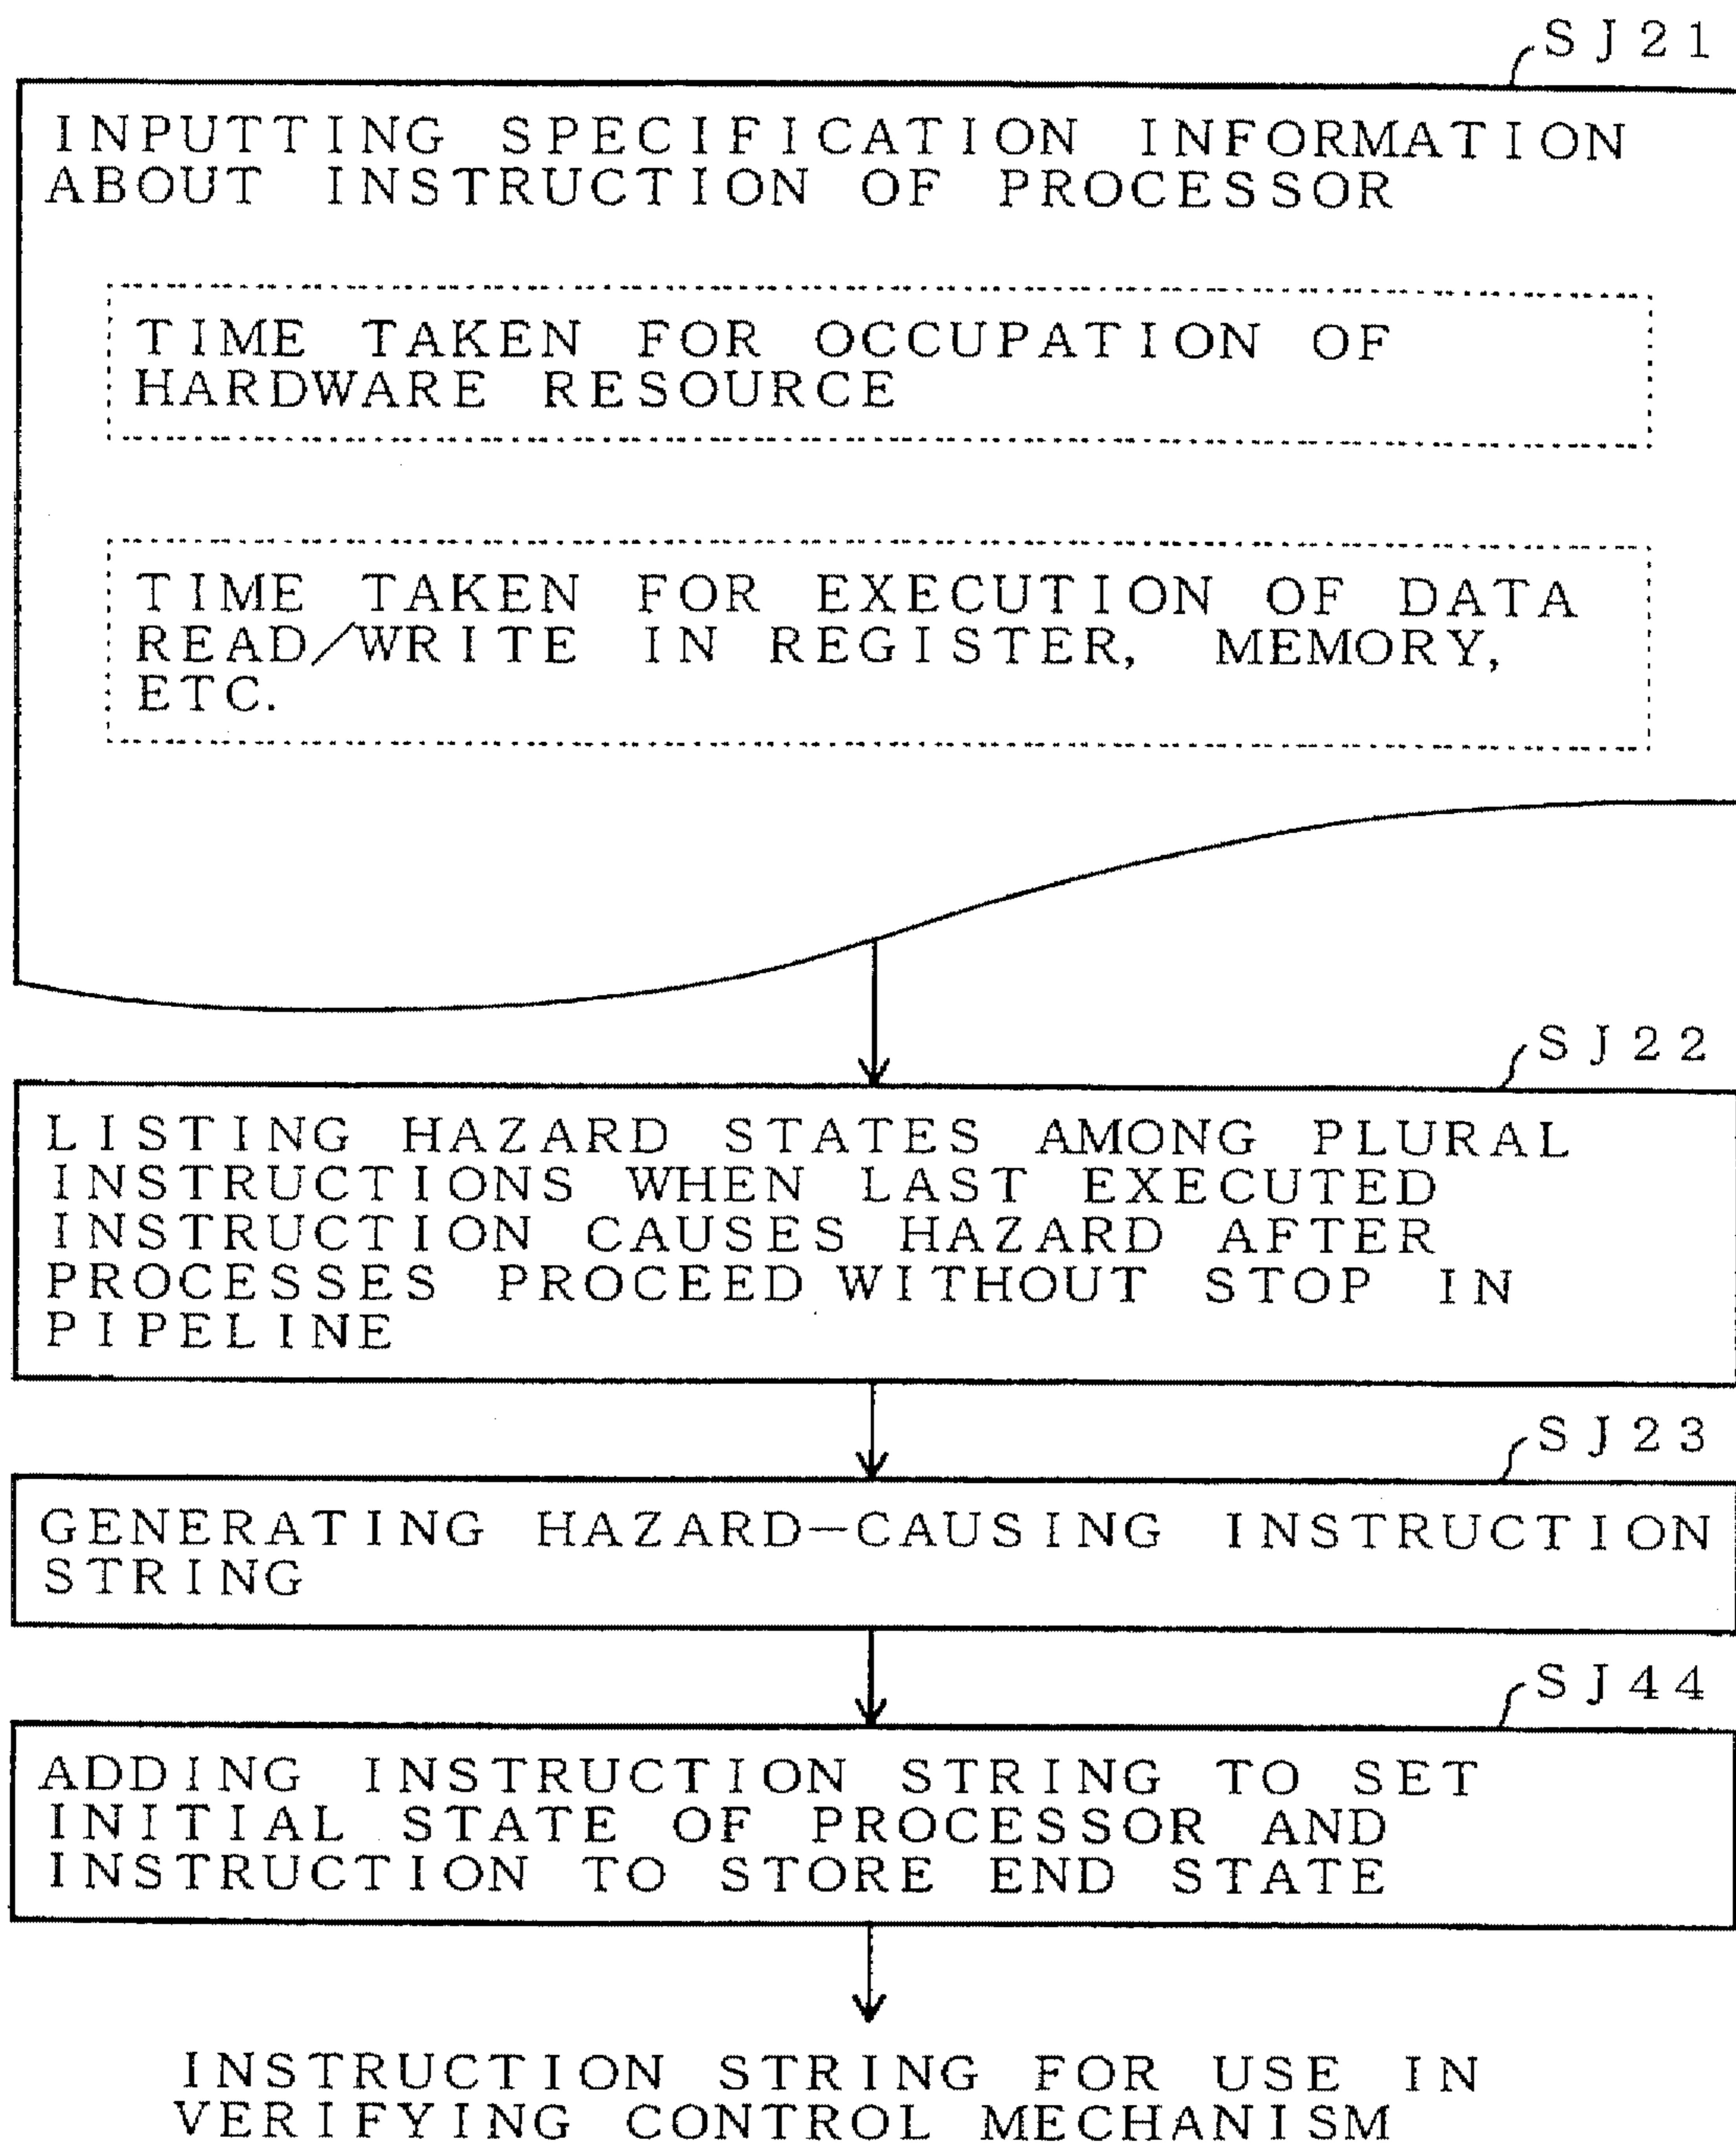 SJ21
INPUTTING SPECIFICATION INFORMATION
ABOUT INSTRUCTION OF PROCESSOR
TIME TAKEN FOR OCCUPATION OF
HARDWARE RESOURCE
TIME TAKEN FOR EXECUTION OF DATA
READ/WRITE IN REGISTER, MEMORY,
ETC.
SJ22
LISTING HAZARD STATES AMONG PLURAL
INSTRUCTIONS WHEN LAST EXECUTED
INSTRUCTION CAUSES HAZARD AFTER
PROCESSES PROCEED WITHOUT STOP IN
PIPELINE
SJ23
GENERATING HAZARD-CAUSING INSTRUCTION
STRING
SJ44
ADDING INSTRUCTION STRING TO SET
INITIAL STATE OF PROCESSOR AND
INSTRUCTION TO STORE END STATE
INSTRUCTION STRING FOR USE IN
VERIFYING CONTROL MECHANISM